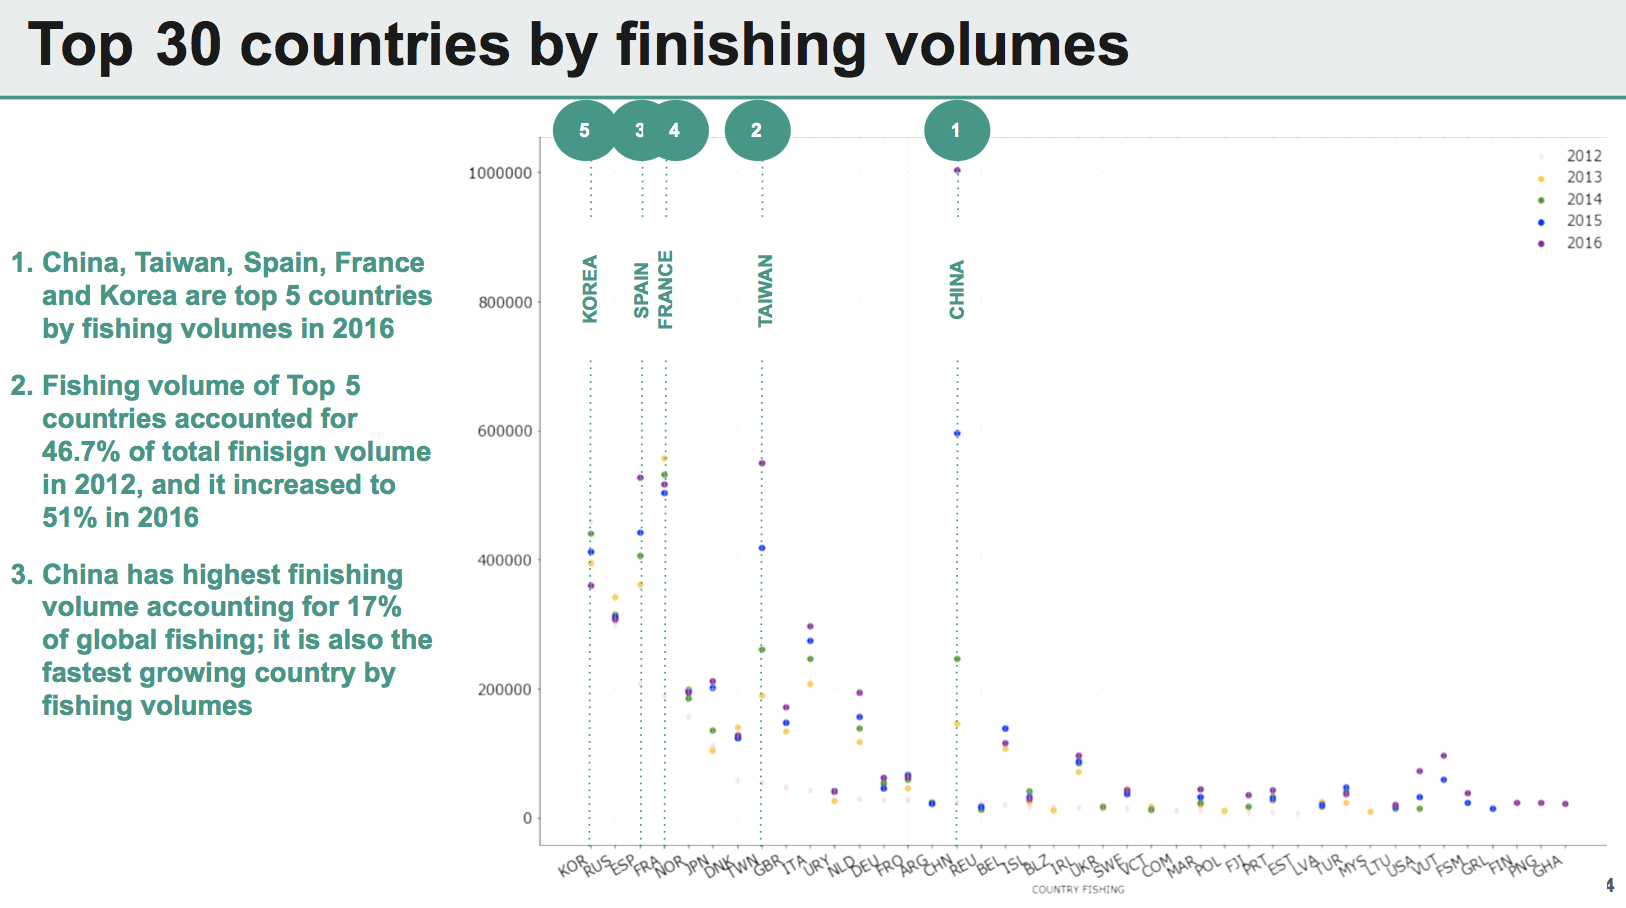 Top 30 countries by finishing volumes
5
3
4
2
1
1. China, Taiwan, Spain, France
and Korea are top 5 countries
by fishing volumes in 2016
2. Fishing volume of Top 5
countries accounted for
46.7% of total finisign volume
in 2012, and it increased to
51% in 2016
3. China has highest finishing
volume accounting for 17%
of global fishing; it is also the
fastest growing country by
fishing volumes
1000000
800000
600000
400000
200000
0
KOREA
SPAIN
FRANCE
TAIWAN
CHINA
2012
2013
2014
2015
2016
KOR
RUS
ESP
FRA
NOR
JPN
DNK
TWN
GBR
ITA
URY
NLD
DEU
FRO
ARG
CHN
REU
BEL
ISL
BLZ
IRL
UKR
SWE
VCT
COM
MAR
POL
FJI
PRT
EST
LVA
TUR
MYS
LTU
USA
VUT
FSM
GRL
FIN
PNG
GHA
COUNTRY FISHING
4